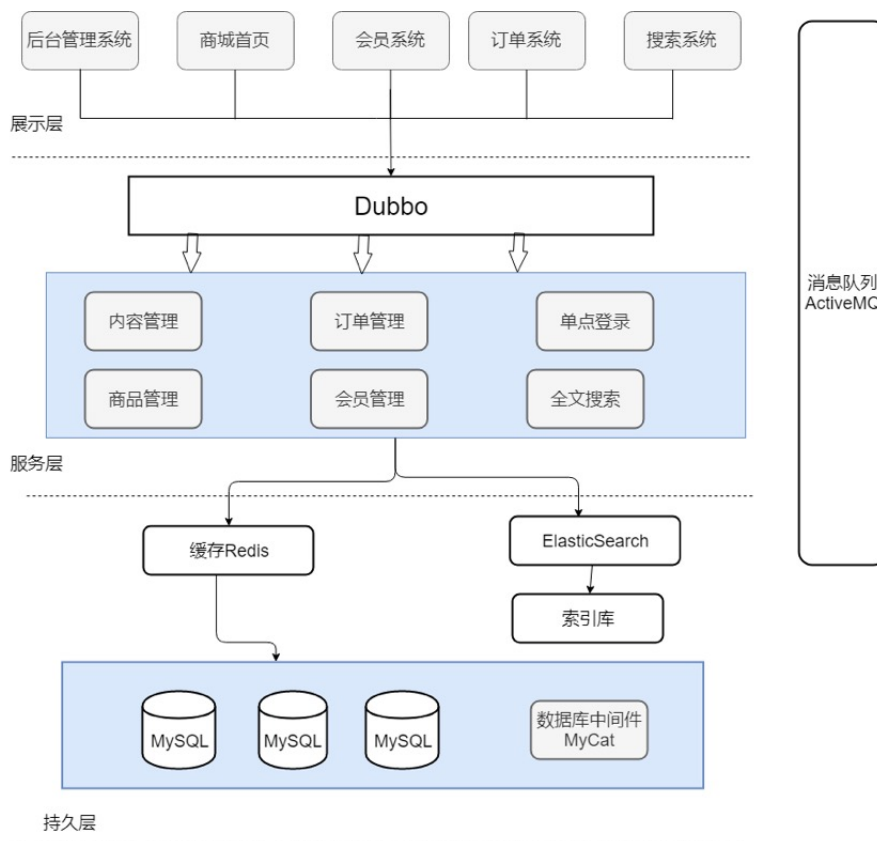 后台管理系统
商城首页
会员系统
订单系统
搜索系统
展示层
Dubbo
消息队列
ActiveMQ
内容管理
订单管理
单点登录
商品管理
会员管理
全文搜索
服务层
缓存Redis
ElasticSearch
索引库
MySQL
MySQL
MySQL
数据库中间件
MyCat
持久层